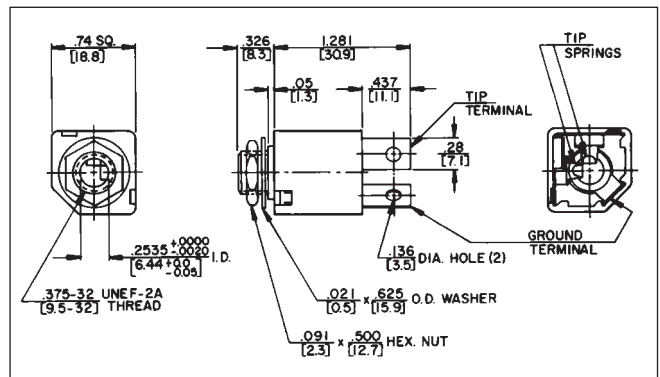 .74 SQ.
[18.8]
.326
[8.3]
1.281
[30.9]
.05
[1.3]
.437
[11.1]
TIP
TERMINAL
.28
[7.1]
TIP
SPRINGS
GROUND
TERMINAL
.2535 +.0000 -.0020 I.D.
[6.44 +0.0 -0.05]
.136 DIA. HOLE (2)
[3.5]
.375-32 UNEF-2A
[9.5-32] THREAD
.021 x .625 O.D. WASHER
[0.5] [15.9]
.091 x .500 HEX. NUT
[2.3] [12.7]